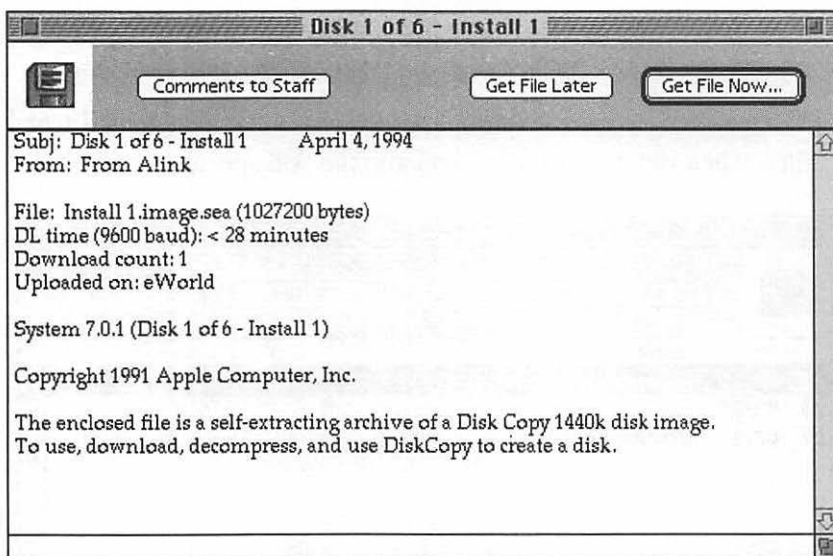 Disk 1 of 6 - Install 1
Comments to Staff
Get File Later
Get File Now...
Subj: Disk 1 of 6 - Install 1 April 4, 1994
From: From Alink
File: Install 1.image.sea (1027200 bytes)
DL time (9600 baud): < 28 minutes
Download count: 1
Uploaded on: eWorld
System 7.0.1 (Disk 1 of 6 - Install 1)
Copyright 1991 Apple Computer, Inc.
The enclosed file is a self-extracting archive of a Disk Copy 1440k disk image.
To use, download, decompress, and use DiskCopy to create a disk.